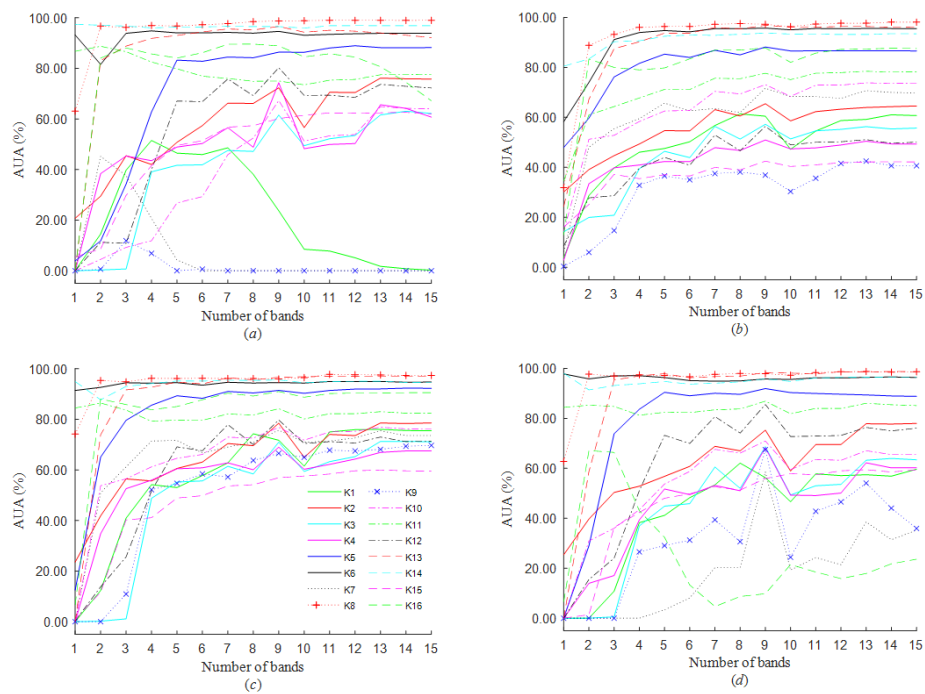 100.00
80.00
60.00
40.00
20.00
0.00
AUA (%)
1 2 3 4 5 6 7 8 9 10 11 12 13 14 15
Number of bands
(a)
100.00
80.00
60.00
40.00
20.00
0.00
AUA (%)
1 2 3 4 5 6 7 8 9 10 11 12 13 14 15
Number of bands
(b)
100.00
80.00
60.00
40.00
20.00
0.00
AUA (%)
K1 K9
K2 K10
K3 K11
K4 K12
K5 K13
K6 K14
K7 K15
K8 K16
1 2 3 4 5 6 7 8 9 10 11 12 13 14 15
Number of bands
(c)
100.00
80.00
60.00
40.00
20.00
0.00
AUA (%)
1 2 3 4 5 6 7 8 9 10 11 12 13 14 15
Number of bands
(d)